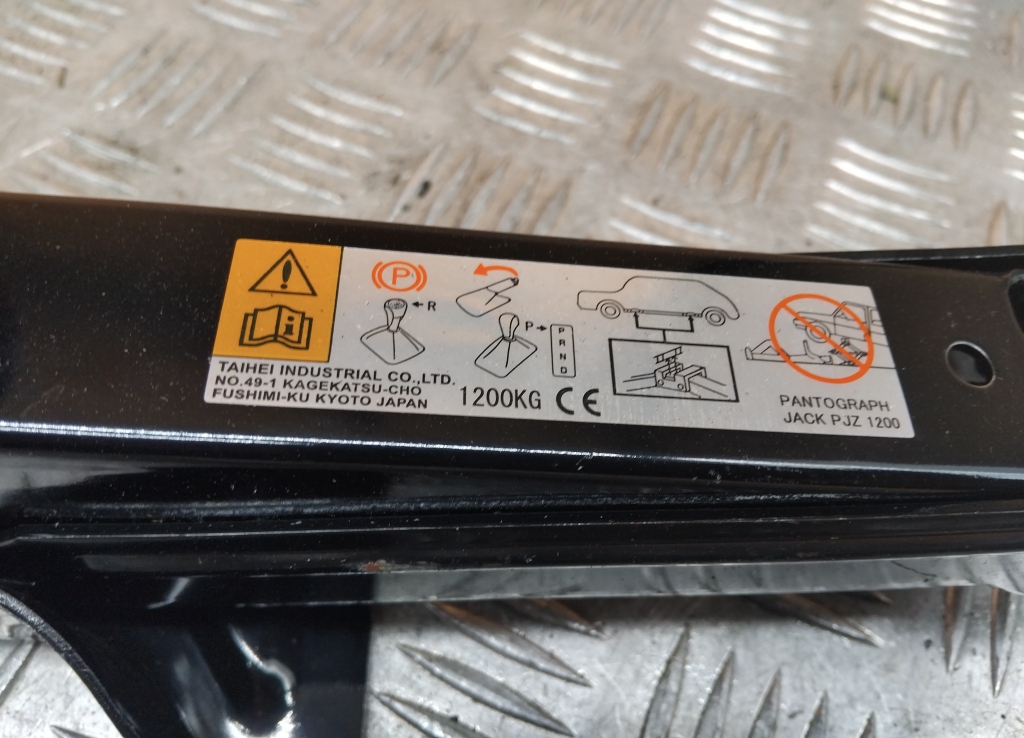 P
R
P
P
R
N
D
TAIHEI INDUSTRIAL CO.,LTD.
NO.49-1 KAGEKATSU-CHO
FUSHIMI-KU KYOTO JAPAN
1200KG CE
PANTOGRAPH
JACK PJZ 1200